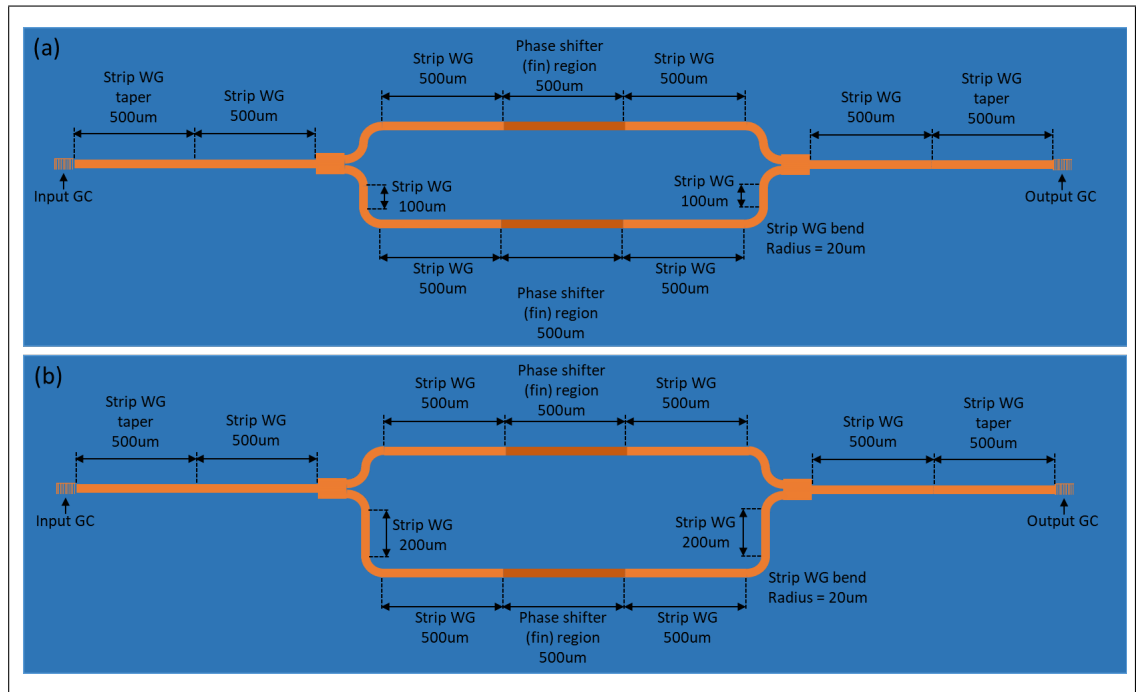 (a)
Strip WG
taper
500um
Strip WG
500um
Strip WG
500um
Phase shifter
(fin) region
500um
Strip WG
500um
Strip WG
500um
Strip WG
taper
500um
Input GC
Strip WG
100um
Strip WG
100um
Output GC
Strip WG bend
Radius = 20um
Strip WG
500um
Phase shifter
(fin) region
500um
Strip WG
500um
(b)
Strip WG
taper
500um
Strip WG
500um
Strip WG
500um
Phase shifter
(fin) region
500um
Strip WG
500um
Strip WG
500um
Strip WG
taper
500um
Input GC
Strip WG
200um
Strip WG
200um
Output GC
Strip WG bend
Radius = 20um
Strip WG
500um
Phase shifter
(fin) region
500um
Strip WG
500um